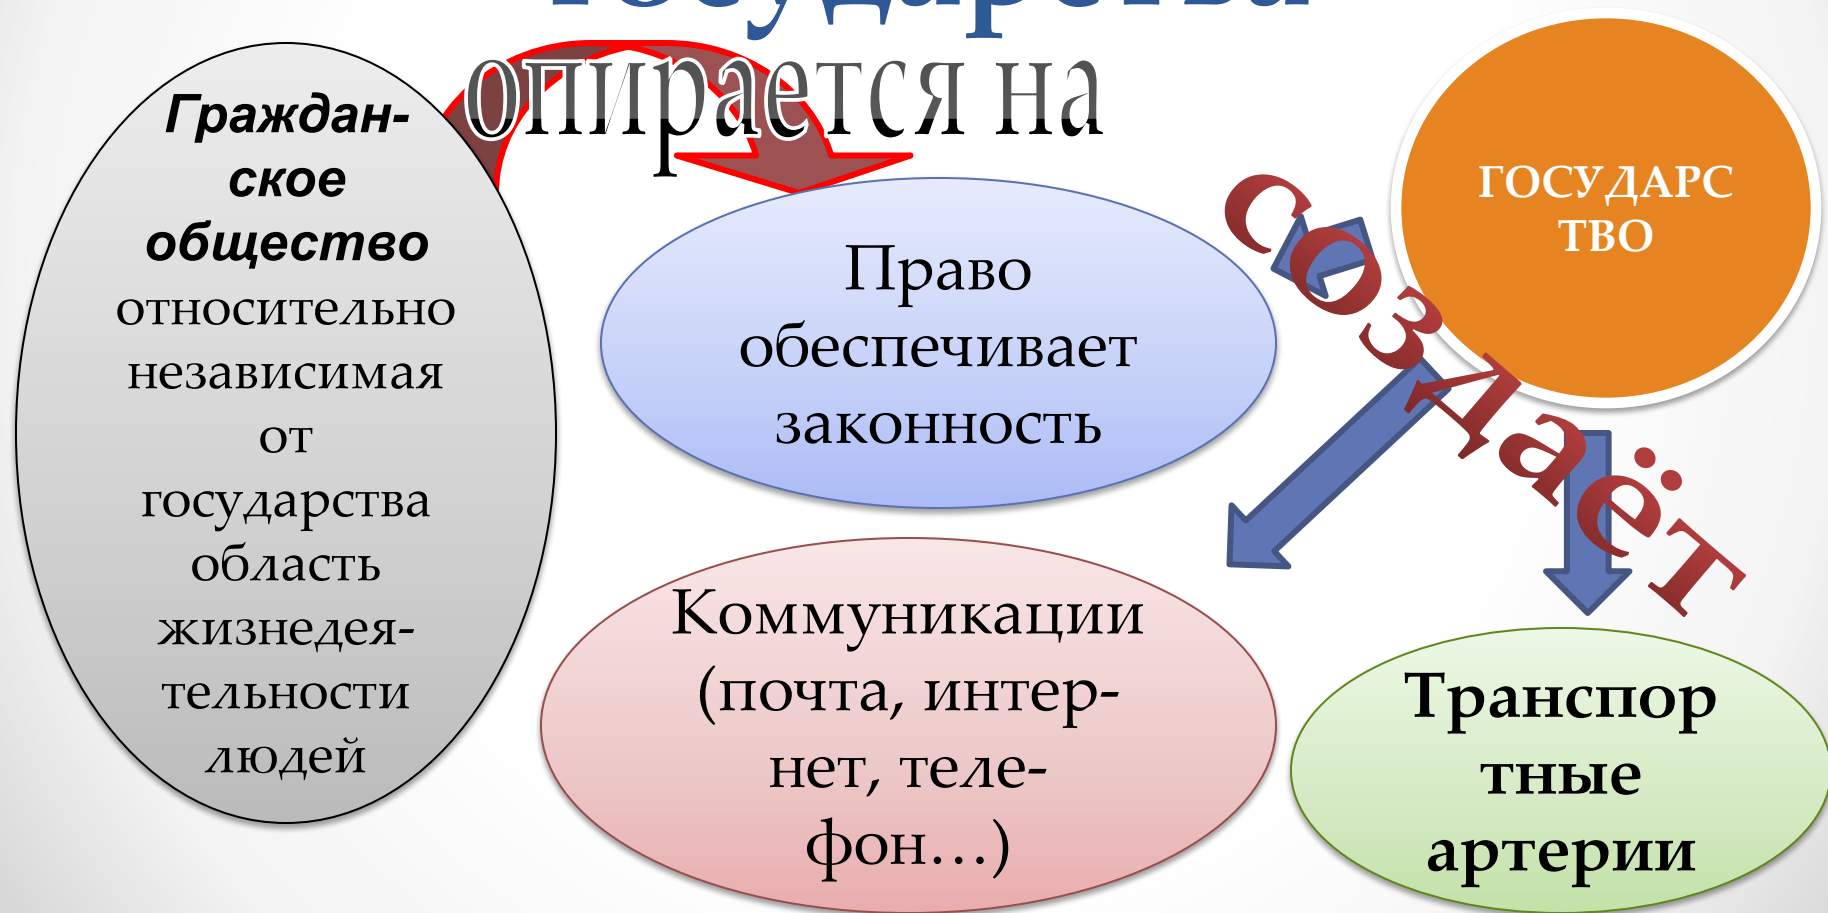 государства
опирается на
Граждан-
ское
общество
относительно
независимая
от
государства
область
жизнедея-
тельности
людей
Право
обеспечивает
законность
ГОСУДАРС
ТВО
создаёт
Коммуникации
(почта, интер-
нет, теле-
фон...)
Транспор
тные
артерии